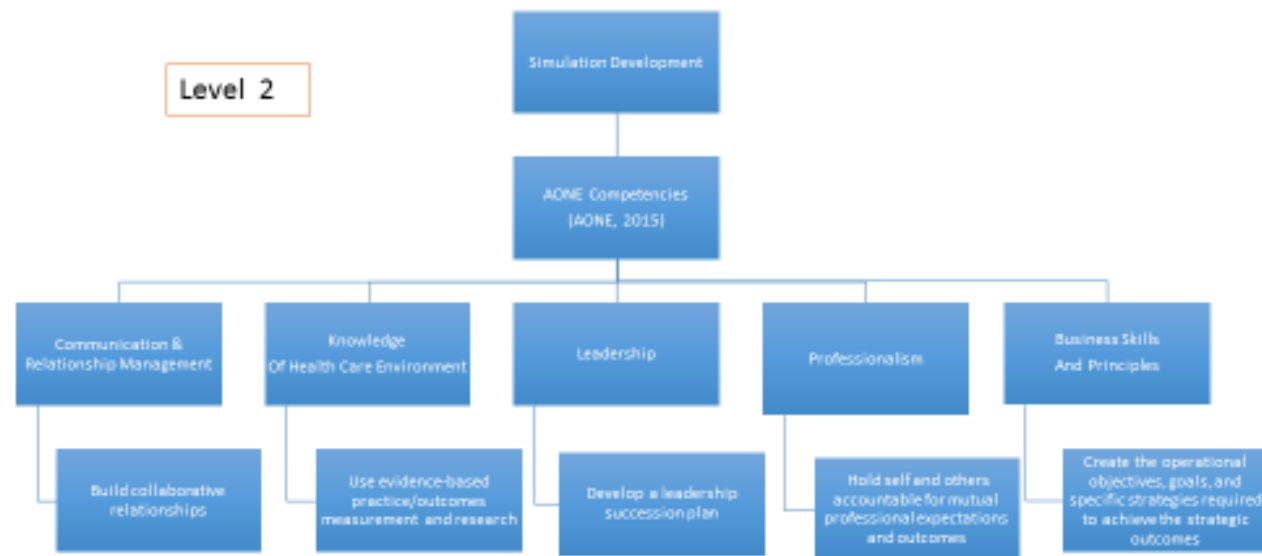 Simulation Development
Level 2
AONE Competencies
(AONE, 2015)
Communication &
Relationship Management
Knowledge
Of Health Care Environment
Leadership
Professionalism
Business Skills
And Principles
Build collaborative
relationships
Use evidence-based
practice/outcomes
measurement and research
Develop a leadership
succession plan
Hold self and others
accountable for mutual
professional expectations
and outcomes
Create the operational
objectives, goals, and
specific strategies required
to achieve the strategic
outcomes